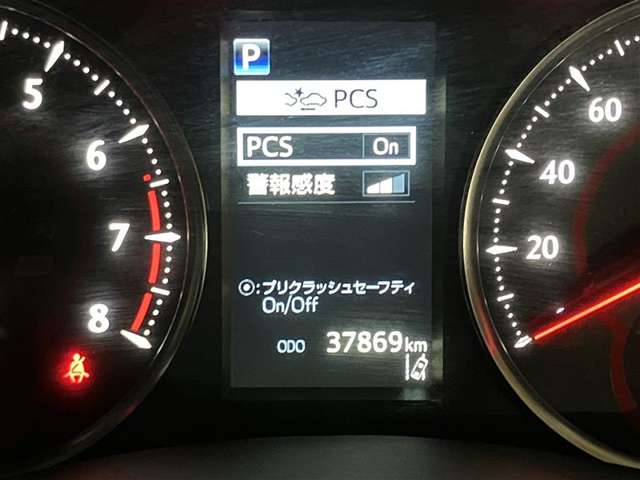 P
PCS
PCS On
警報感度
:プリクラッシュセーフティ
On/Off
ODO 37869km
5
6
7
8
60
40
20